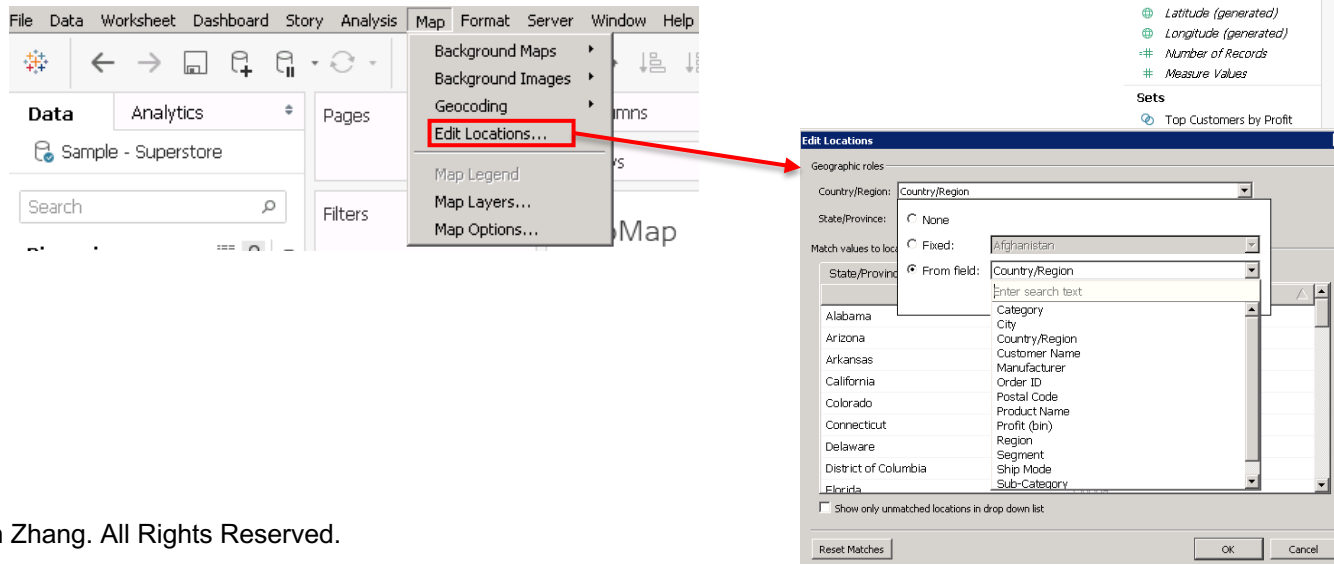 File Data Worksheet Dashboard Story Analysis Map Format Server Window Help
Background Maps
Background Images
Geocoding
Edit Locations...
Map Legend
Map Layers...
Map Options...
Data Analytics
Sample - Superstore
Search
Pages
Filters
Map
Latitude (generated)
Longitude (generated)
Number of Records
Measure Values
Sets
Top Customers by Profit
Edit Locations
Geographic roles
Country/Region: Country/Region
State/Province:
None
Fixed: Afghanistan
From field: Country/Region
Match values to
Enter search text
Category
City
Country/Region
Customer Name
Manufacturer
Order ID
Postal Code
Product Name
Profit (bin)
Region
Segment
Ship Mode
Sub-Category
Alabama
Arizona
Arkansas
California
Colorado
Connecticut
Delaware
District of Columbia
Florida
Show only unmatched locations in drop down list
Reset Matches OK Cancel
Zhang. All Rights Reserved.